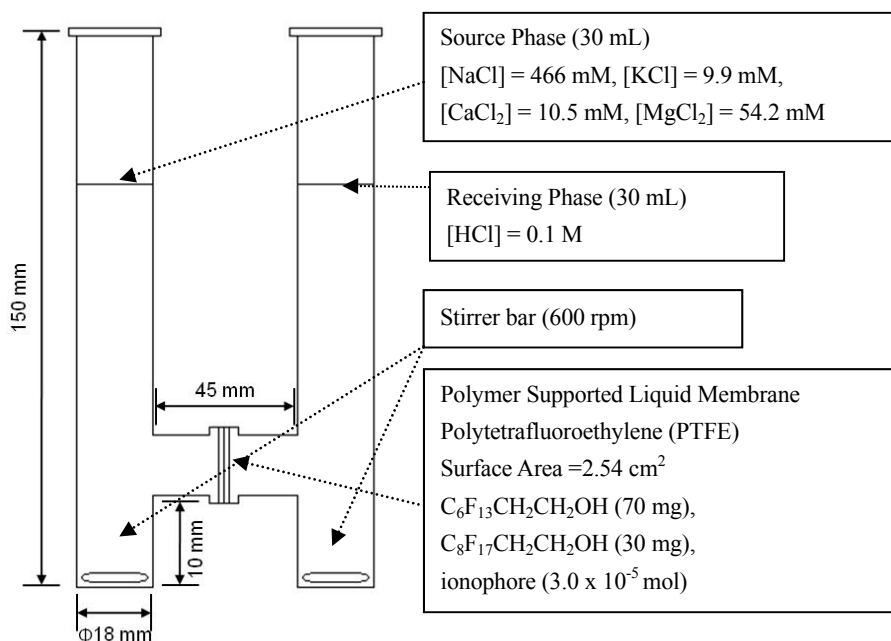 Source Phase (30 mL)
[NaCl] = 466 mM, [KCl] = 9.9 mM,
[CaCl₂] = 10.5 mM, [MgCl₂] = 54.2 mM
Receiving Phase (30 mL)
[HCl] = 0.1 M
Stirrer bar (600 rpm)
Polymer Supported Liquid Membrane
Polytetrafluoroethylene (PTFE)
Surface Area =2.54 cm²
C₆F₁₃CH₂CH₂OH (70 mg),
C₈F₁₇CH₂CH₂OH (30 mg),
ionophore (3.0 x 10⁻⁵ mol)
150 mm
45 mm
10 mm
Φ18 mm